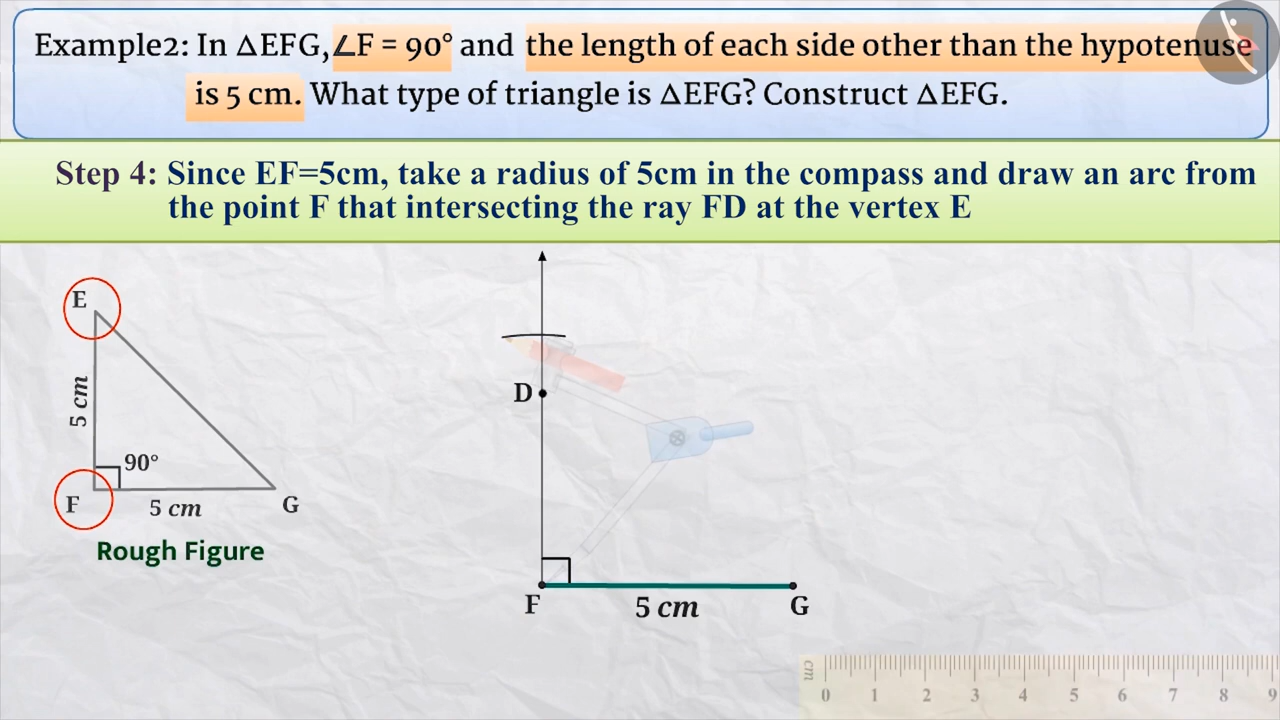 Example2: In ΔEFG, ∠F = 90° and the length of each side other than the hypotenuse
is 5 cm. What type of triangle is ΔEFG? Construct ΔEFG.
Step 4: Since EF=5cm, take a radius of 5cm in the compass and draw an arc from
the point F that intersecting the ray FD at the vertex E
E
5 cm
90°
F
5 cm
G
Rough Figure
D
F
5 cm
G
cm
0 1 2 3 4 5 6 7 8 9